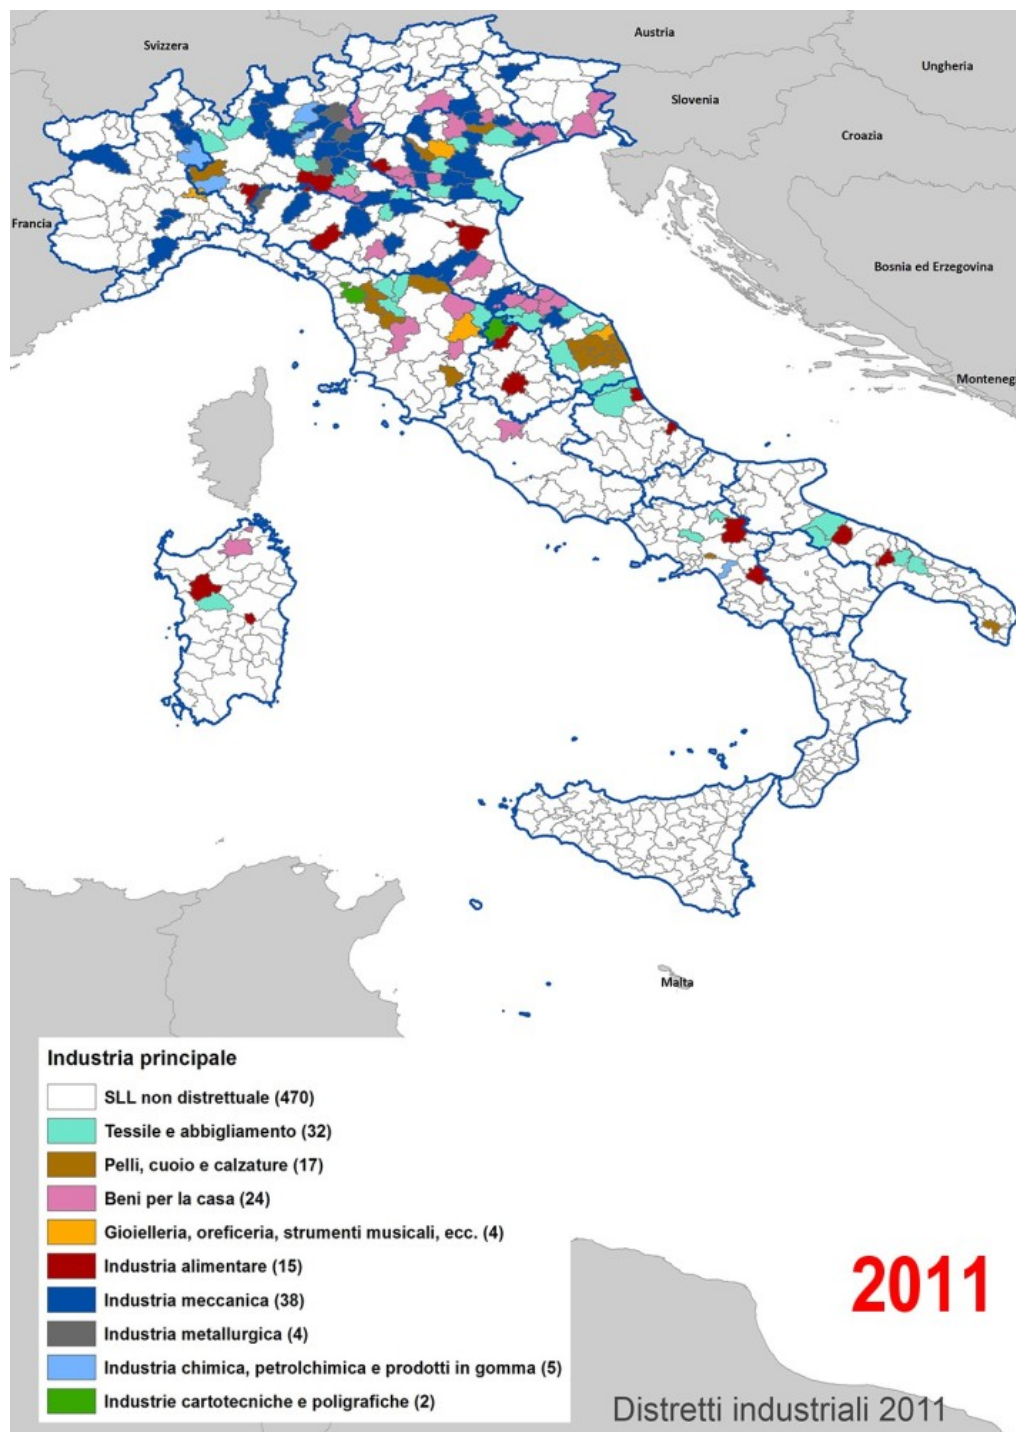 Austria
Svizzera
Ungheria
Slovenia
Croazia
Francia
Bosnia ed Erzegovina
Monteneg
Malta
Industria principale
SLL non distrettuale (470)
Tessile e abbigliamento (32)
Pelli, cuoio e calzature (17)
Beni per la casa (24)
Gioielleria, oreficeria, strumenti musicali, ecc. (4)
Industria alimentare (15)
Industria meccanica (38)
Industria metallurgica (4)
Industria chimica, petrolchimica e prodotti in gomma (5)
Industrie cartotecniche e poligrafiche (2)
2011
Distretti industriali 2011